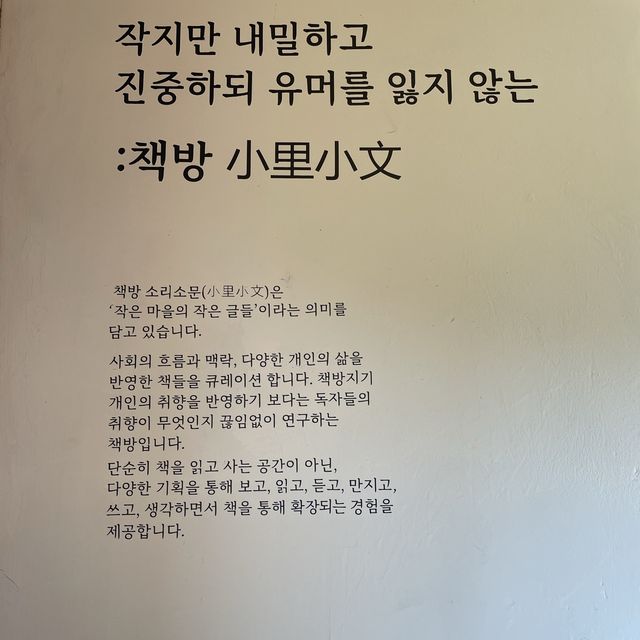 작지만 내밀하고
진중하되 유머를 잃지 않는
:책방 小里小文
책방 소리소문(小里小文)은
‘작은 마을의 작은 글들’이라는 의미를
담고 있습니다.
사회의 흐름과 맥락, 다양한 개인의 삶을
반영한 책들을 큐레이션 합니다. 책방지기
개인의 취향을 반영하기 보다는 독자들의
취향이 무엇인지 끊임없이 연구하는
책방입니다.
단순히 책을 읽고 사는 공간이 아닌,
다양한 기획을 통해 보고, 읽고, 듣고, 만지고,
쓰고, 생각하면서 책을 통해 확장되는 경험을
제공합니다.